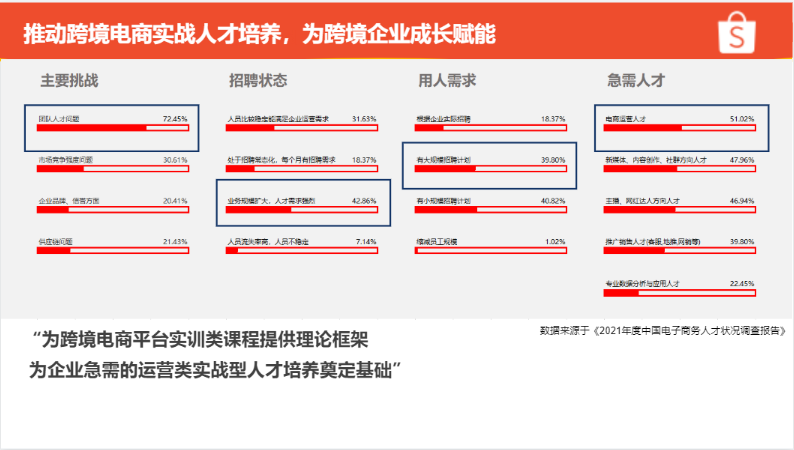 推动跨境电商实战人才培养，为跨境企业成长赋能
S
主要挑战
团队人才问题 72.45%
市场竞争强度问题 30.61%
企业品牌、信誉方面 20.41%
供应链问题 21.43%
招聘状态
人员比较稳定能满足企业运营需求 31.63%
处于招聘常态化，每个月有招聘需求 18.37%
业务规模扩大，人才需求强烈 42.86%
人员流失率高，人员不稳定 7.14%
用人需求
根据企业实际招聘 18.37%
有大规模招聘计划 39.80%
有小规模招聘计划 40.82%
缩减员工规模 1.02%
急需人才
电商运营人才 51.02%
新媒体、内容创作、社群方向人才 47.96%
主播、网红达人方向人才 46.94%
推广销售人才(客服,地推,网销等) 39.80%
专业数据分析与应用人才 22.45%
数据来源于《2021年度中国电子商务人才状况调查报告》
“为跨境电商平台实训类课程提供理论框架
为企业急需的运营类实战型人才培养奠定基础”